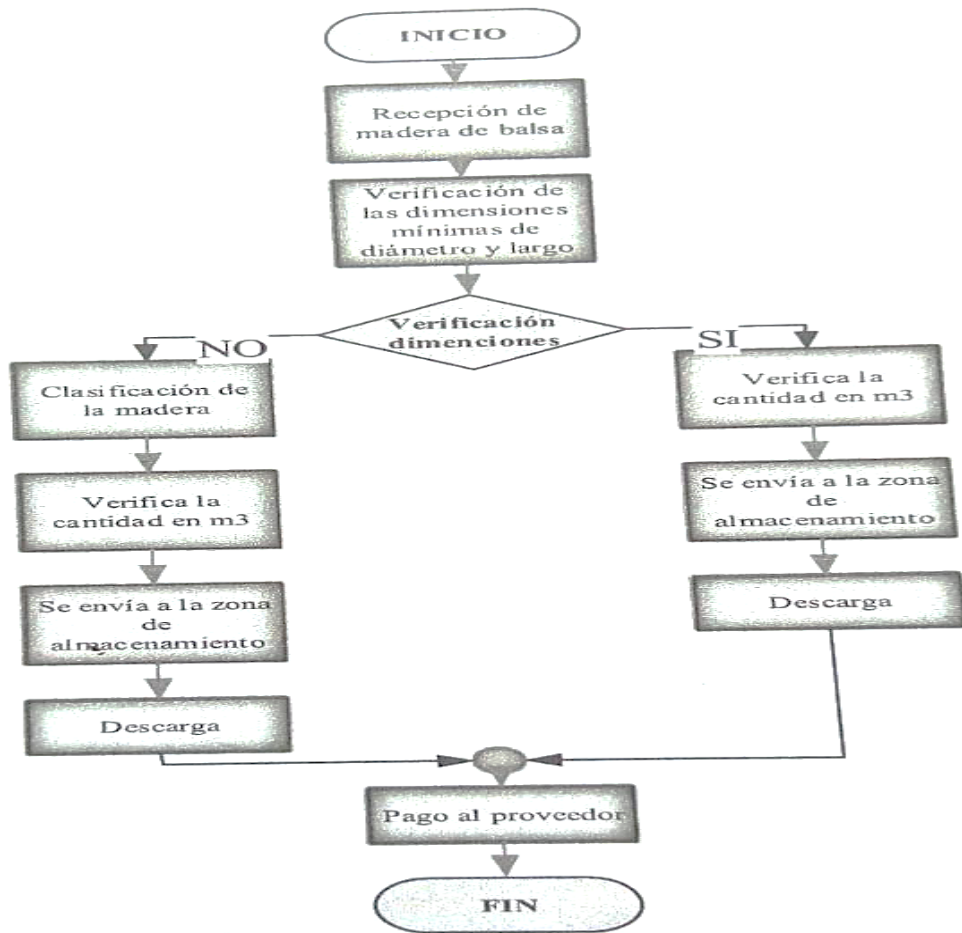 INICIO
Recepción de
madera de balsa
Verificación de
las dimensiones
mínimas de
diámetro y largo
Verificación
dimenciones
NO
SI
Clasificación de
la madera
Verifica la
cantidad en m3
Se envía a la zona
de
almacenamiento
Descarga
Verifica la
cantidad en m3
Se envía a la zona
de
almacenamiento
Descarga
Pago al proveedor
FIN